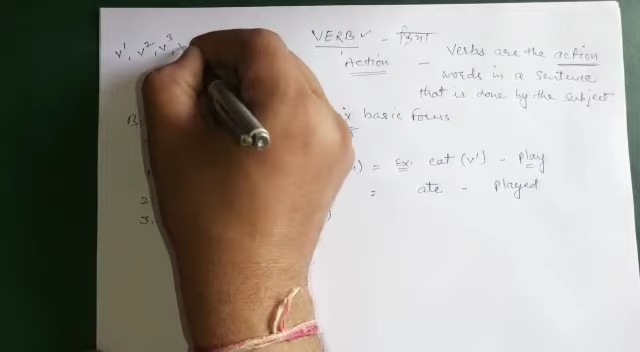 VERB - क्रिया
V¹, V², V³,
Action - Verbs are the action
words in a sentence
that is done by the subject.
basic forms
= Ex. eat (V¹) - play
2
= ate - played
3.